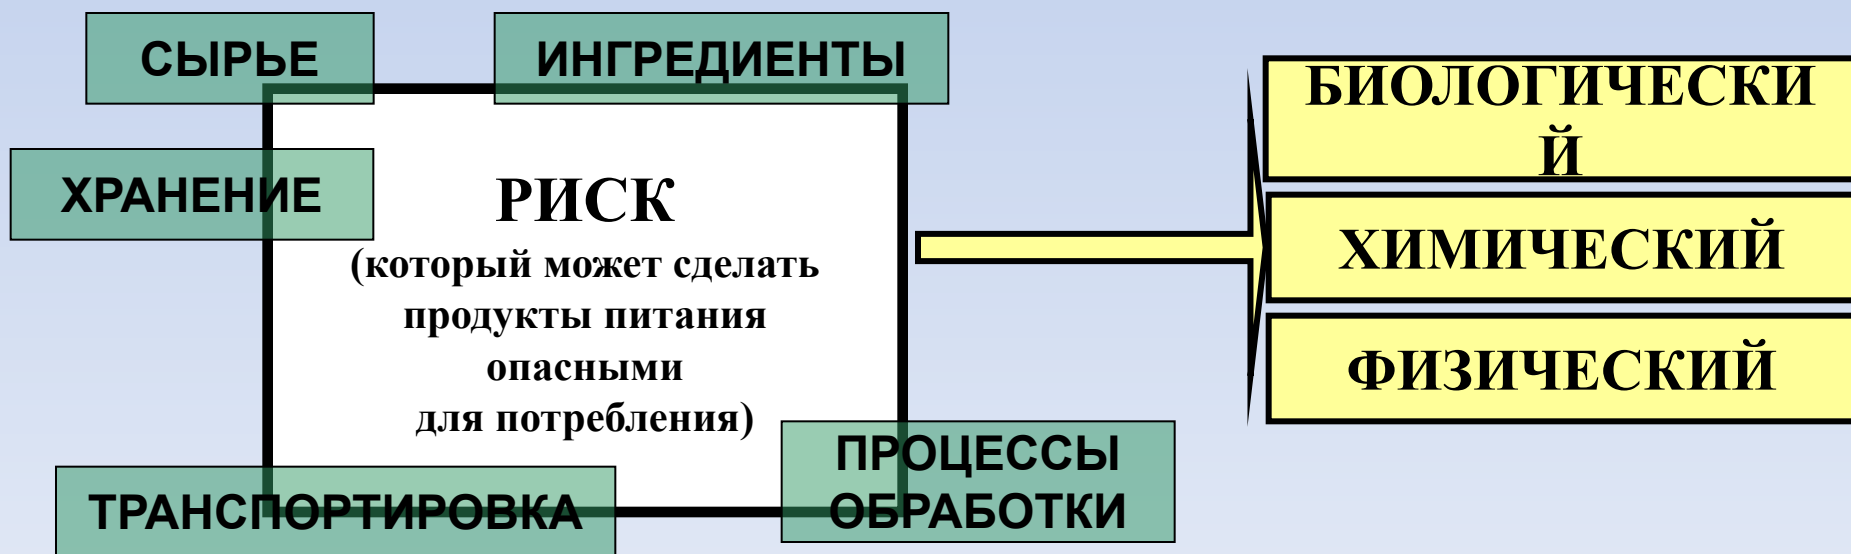 СЫРЬЕ
ИНГРЕДИЕНТЫ
ХРАНЕНИЕ
РИСК
(который может сделать
продукты питания
опасными
для потребления)
ТРАНСПОРТИРОВКА
ПРОЦЕССЫ
ОБРАБОТКИ
БИОЛОГИЧЕСКИ
Й
ХИМИЧЕСКИЙ
ФИЗИЧЕСКИЙ